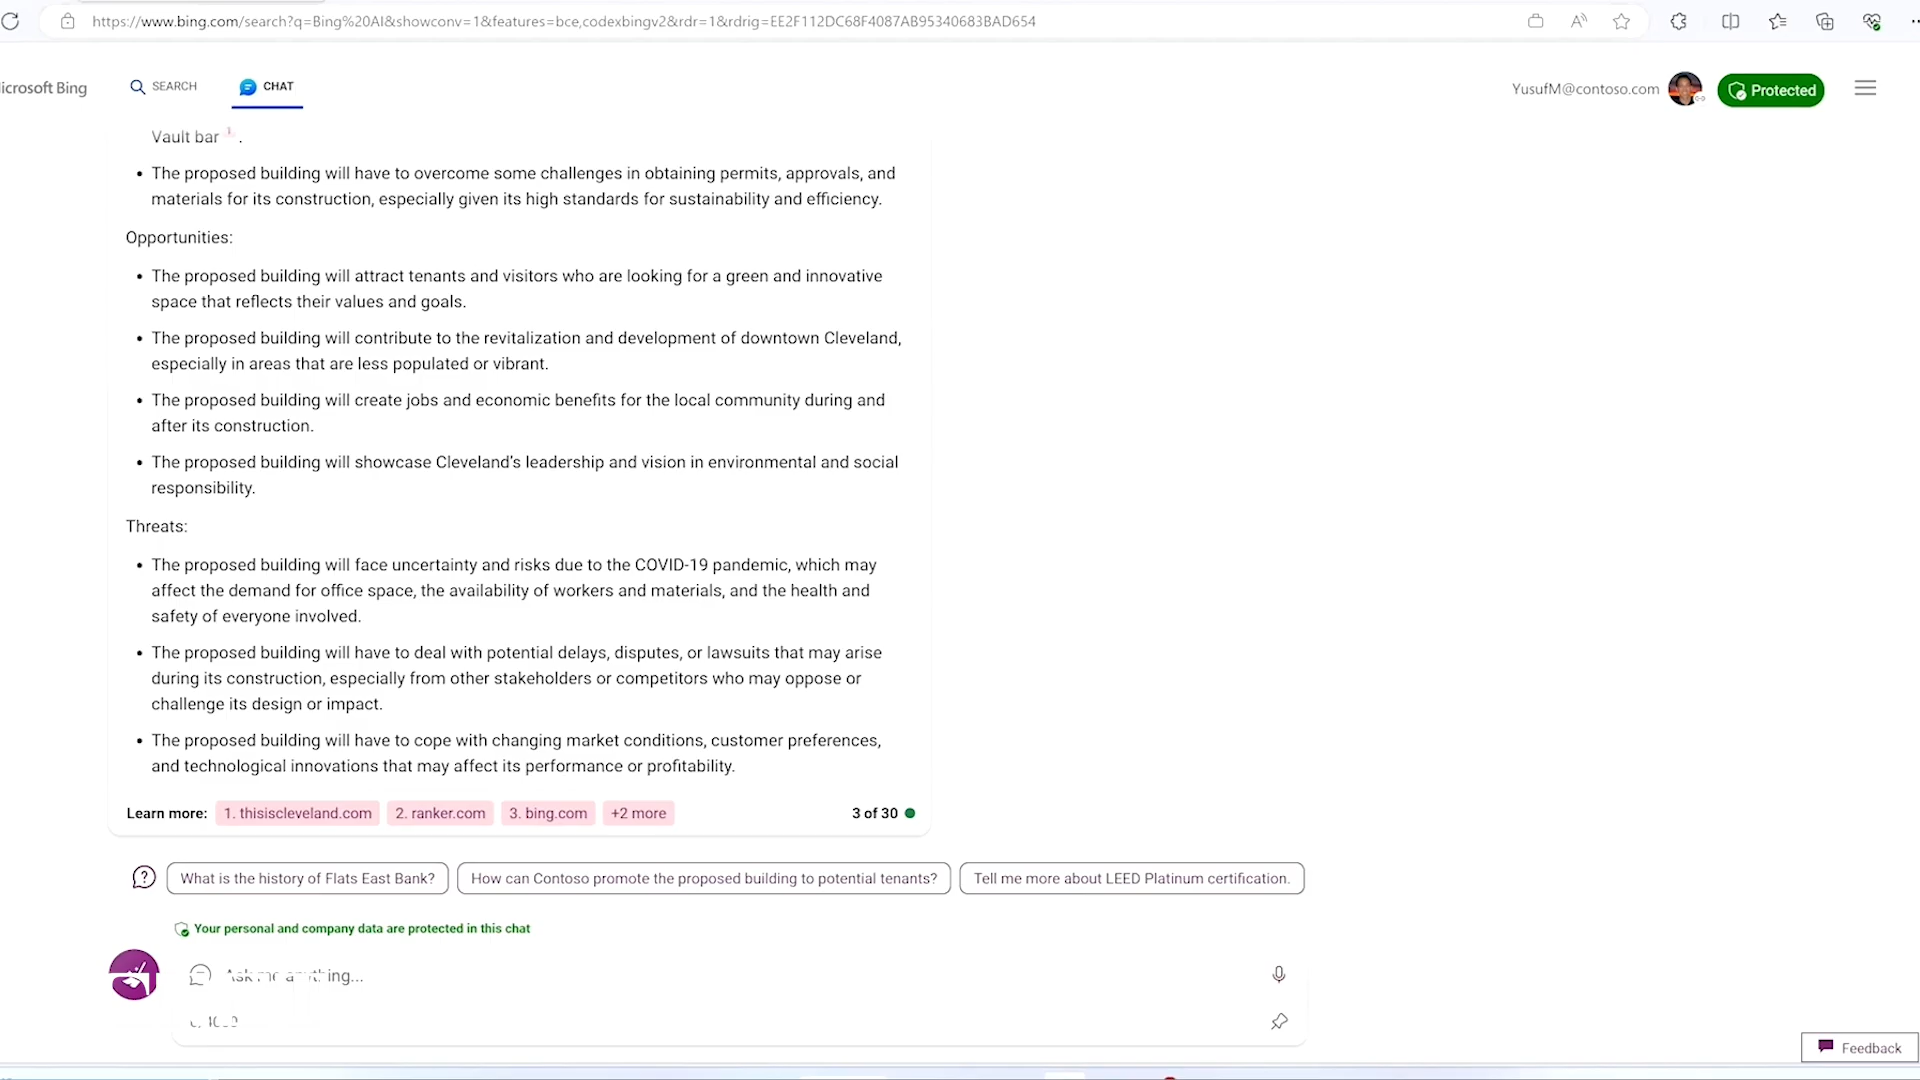 https://www.bing.com/search?q=Bing%20AI&showconv=1&features=bce,codexbingv2&rdr=1&rdrig=EE2F112DC68F4087AB95340683BAD654
icrosoft Bing
SEARCH
CHAT
YusufM@contoso.com
Protected
Vault bar 1 .
• The proposed building will have to overcome some challenges in obtaining permits, approvals, and
materials for its construction, especially given its high standards for sustainability and efficiency.
Opportunities:
• The proposed building will attract tenants and visitors who are looking for a green and innovative
space that reflects their values and goals.
• The proposed building will contribute to the revitalization and development of downtown Cleveland,
especially in areas that are less populated or vibrant.
• The proposed building will create jobs and economic benefits for the local community during and
after its construction.
• The proposed building will showcase Cleveland's leadership and vision in environmental and social
responsibility.
Threats:
• The proposed building will face uncertainty and risks due to the COVID-19 pandemic, which may
affect the demand for office space, the availability of workers and materials, and the health and
safety of everyone involved.
• The proposed building will have to deal with potential delays, disputes, or lawsuits that may arise
during its construction, especially from other stakeholders or competitors who may oppose or
challenge its design or impact.
• The proposed building will have to cope with changing market conditions, customer preferences,
and technological innovations that may affect its performance or profitability.
Learn more: 1. thisiscleveland.com 2. ranker.com 3. bing.com +2 more 3 of 30
What is the history of Flats East Bank? How can Contoso promote the proposed building to potential tenants? Tell me more about LEED Platinum certification.
Your personal and company data are protected in this chat
Ask me anything...
Feedback